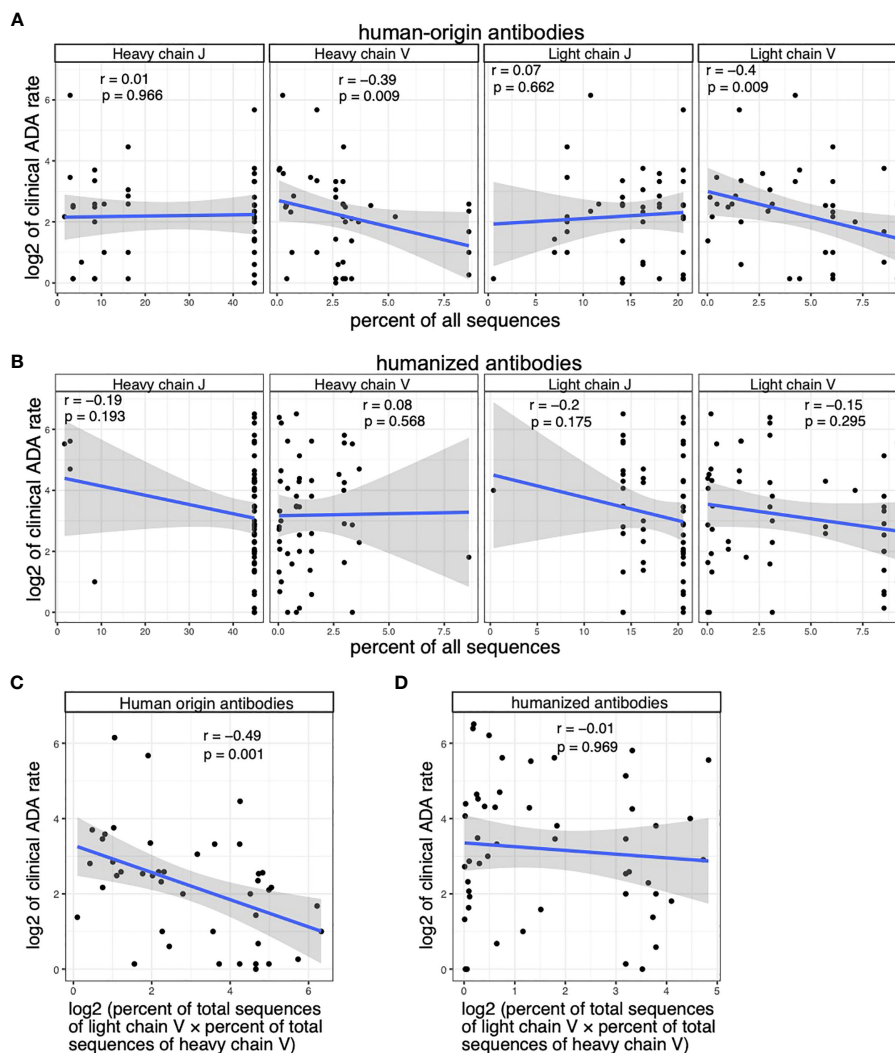 A
human-origin antibodies
Heavy chain J
Heavy chain V
Light chain J
Light chain V
r = 0.01
p = 0.966
r = −0.39
p = 0.009
r = 0.07
p = 0.662
r = −0.4
p = 0.009
log2 of clinical ADA rate
6
4
2
0
0 10 20 30 40
0.0 2.5 5.0 7.5
0 5 10 15 20
0.0 2.5 5.0 7.5
percent of all sequences
B
humanized antibodies
Heavy chain J
Heavy chain V
Light chain J
Light chain V
r = −0.19
p = 0.193
r = 0.08
p = 0.568
r = −0.2
p = 0.175
r = −0.15
p = 0.295
log2 of clinical ADA rate
6
4
2
0
0 10 20 30 40
0.0 2.5 5.0 7.5
0 5 10 15 20
0.0 2.5 5.0 7.5
percent of all sequences
C
Human origin antibodies
r = −0.49
p = 0.001
log2 of clinical ADA rate
6
4
2
0
0 2 4 6
log2 (percent of total sequences
of light chain V × percent of total
sequences of heavy chain V)
D
humanized antibodies
r = −0.01
p = 0.969
log2 of clinical ADA rate
6
4
2
0
0 1 2 3 4 5
log2 (percent of total sequences
of light chain V × percent of total
sequences of heavy chain V)